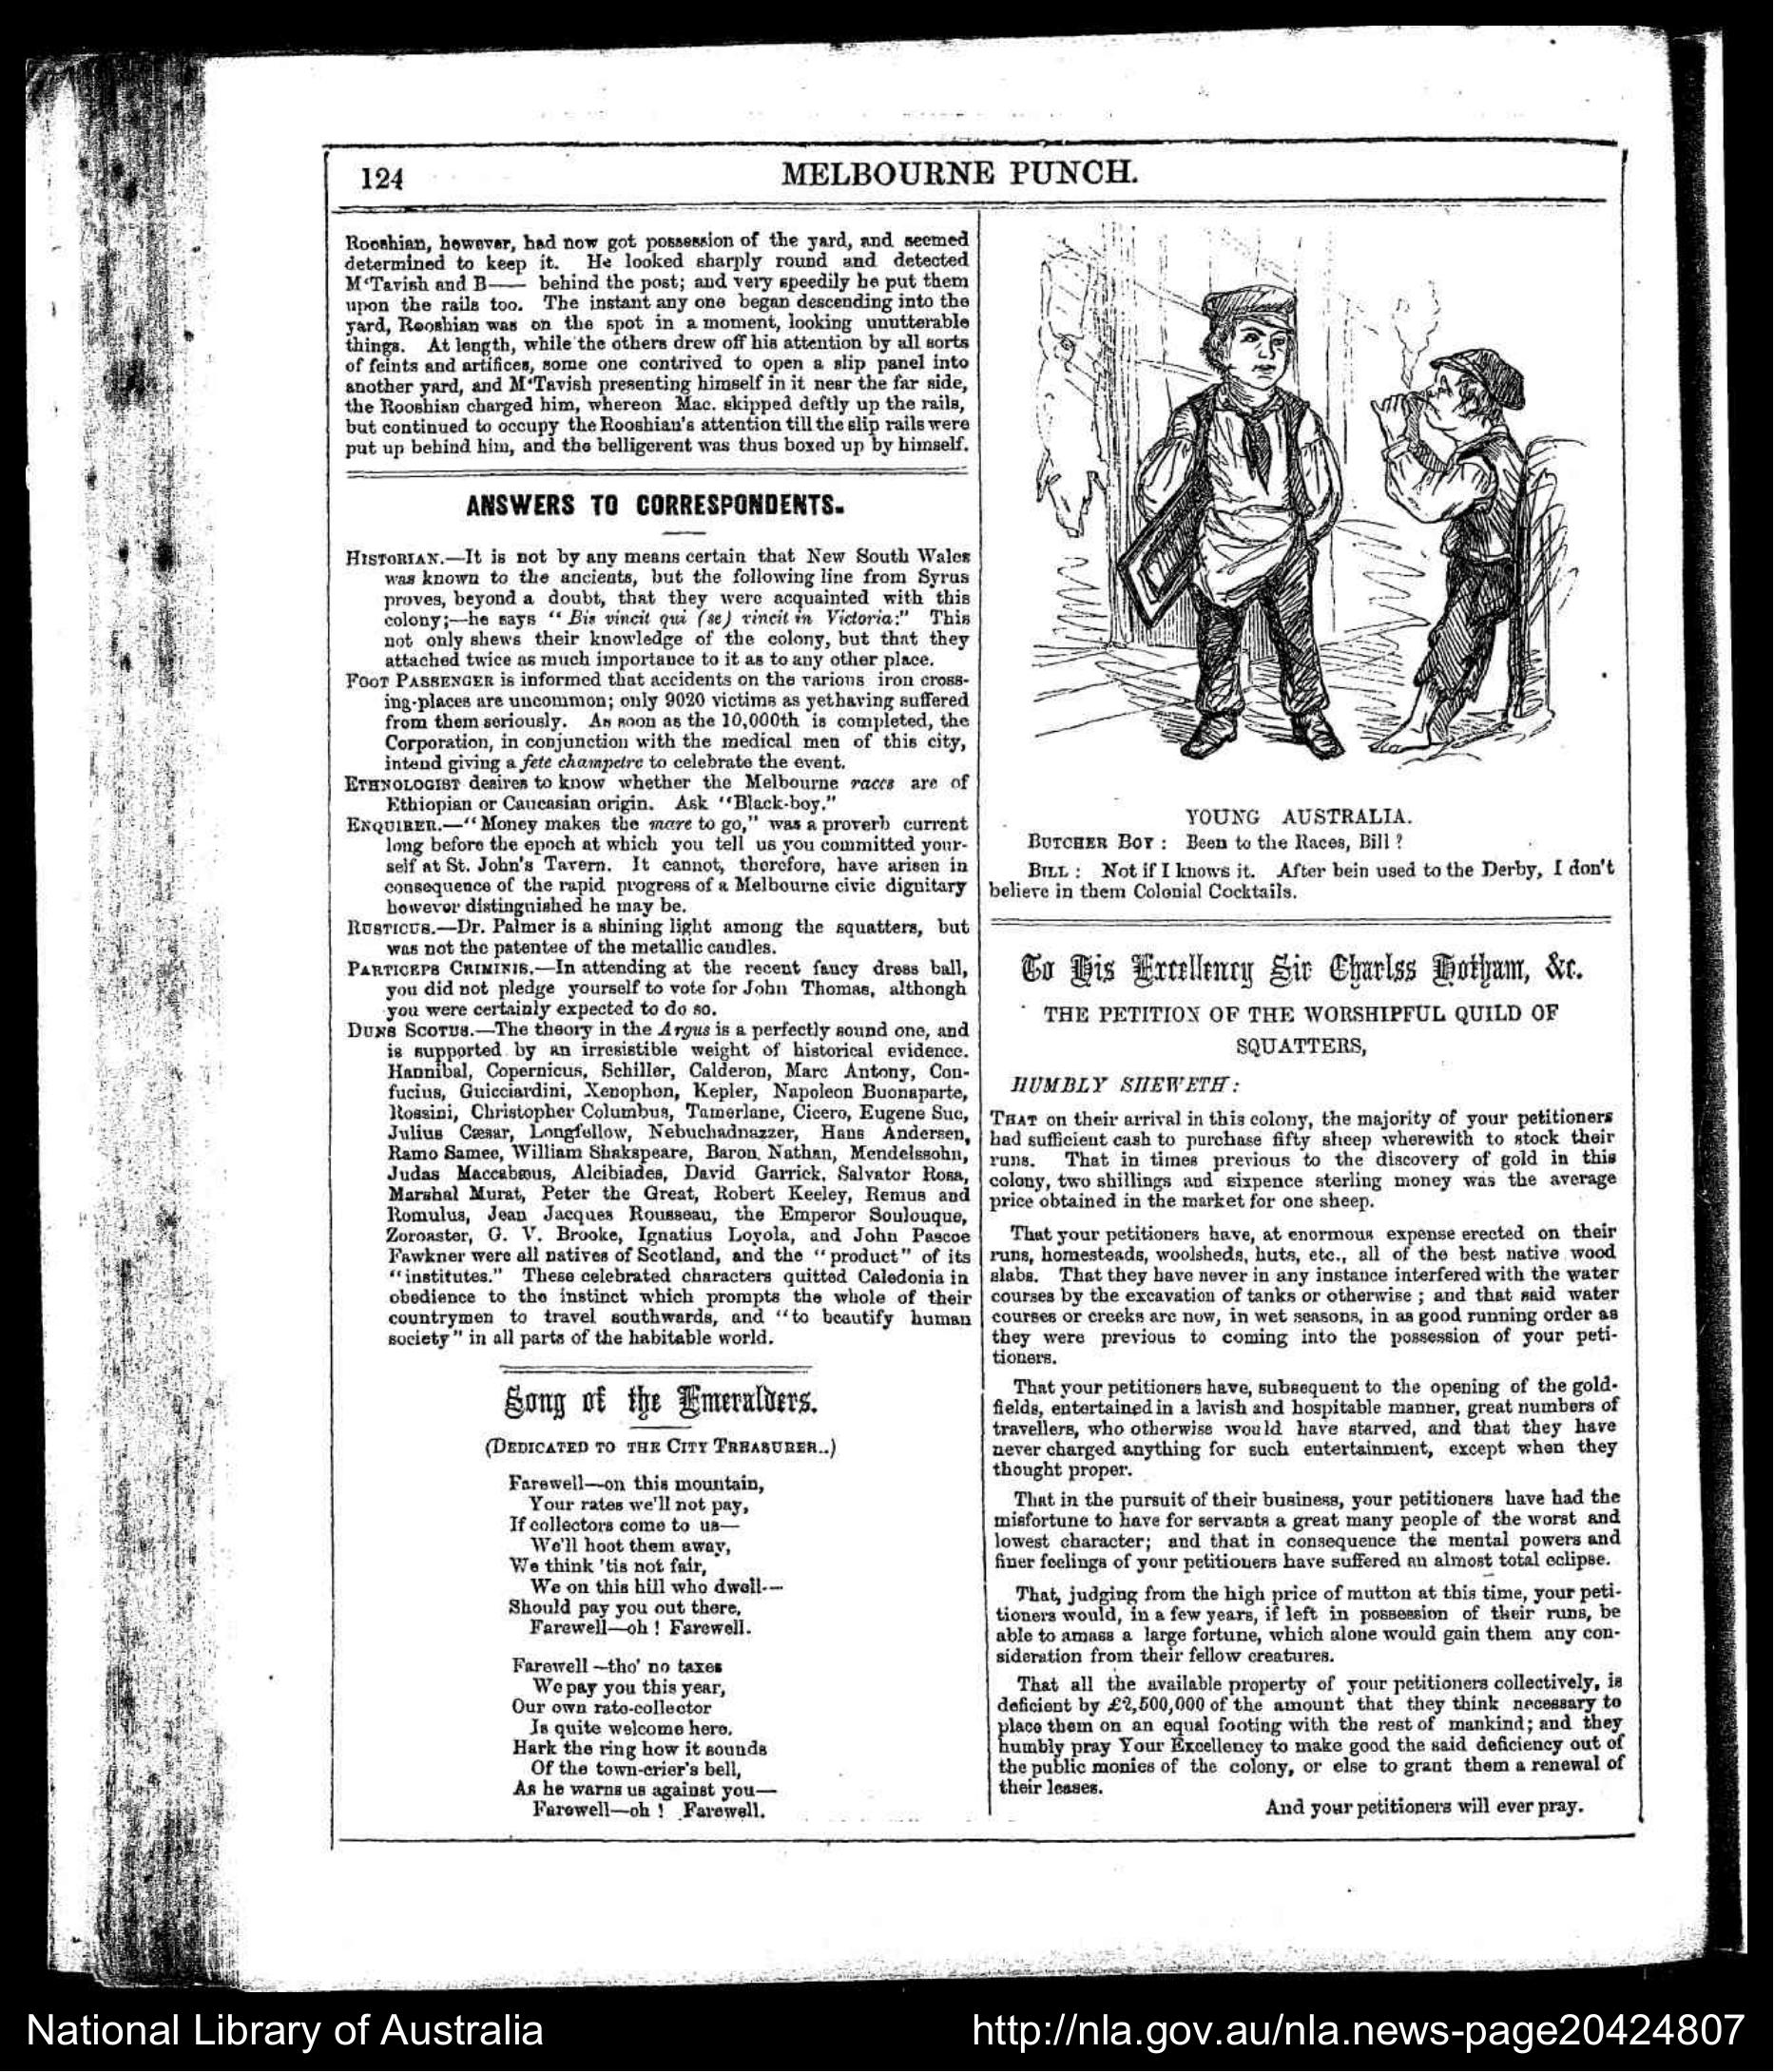 124
MELBOURNE PUNCH.
Rooshian, however, had now got possession of the yard, and seemed
determined to keep it. He looked sharply round and detected
M'Tavish and B—— behind the post; and very speedily he put them
upon the rails too. The instant any one began descending into the
yard, Rooshian was on the spot in a moment, looking unutterable
things. At length, while the others drew off his attention by all sorts
of feints and artifices, some one contrived to open a slip panel into
another yard, and M'Tavish presenting himself in it near the far side,
the Rooshian charged him, whereon Mac. skipped deftly up the rails,
but continued to occupy the Rooshian's attention till the slip rails were
put up behind him, and the belligerent was thus boxed up by himself.
ANSWERS TO CORRESPONDENTS.
HISTORIAN.—It is not by any means certain that New South Wales
was known to the ancients, but the following line from Syrus
proves, beyond a doubt, that they were acquainted with this
colony;—he says "Bis vincit qui (se) vincit in Victoria:" This
not only shews their knowledge of the colony, but that they
attached twice as much importance to it as to any other place.
FOOT PASSENGER is informed that accidents on the various iron cross-
ing-places are uncommon; only 9020 victims as yet having suffered
from them seriously. As soon as the 10,000th is completed, the
Corporation, in conjunction with the medical men of this city,
intend giving a fete champetre to celebrate the event.
ETHNOLOGIST desires to know whether the Melbourne races are of
Ethiopian or Caucasian origin. Ask "Black-boy."
ENQUIRER.—"Money makes the mare to go," was a proverb current
long before the epoch at which you tell us you committed your-
self at St. John's Tavern. It cannot, therefore, have arisen in
consequence of the rapid progress of a Melbourne civic dignitary
however distinguished he may be.
RUSTICUS.—Dr. Palmer is a shining light among the squatters, but
was not the patentee of the metallic candles.
PARTICEPS CRIMINIS.—In attending at the recent fancy dress ball,
you did not pledge yourself to vote for John Thomas, although
you were certainly expected to do so.
DUNS SCOTUS.—The theory in the Argus is a perfectly sound one, and
is supported by an irresistible weight of historical evidence.
Hannibal, Copernicus, Schiller, Calderon, Marc Antony, Con-
fucius, Guicciardini, Xenophon, Kepler, Napoleon Buonaparte,
Rossini, Christopher Columbus, Tamerlane, Cicero, Eugene Sue,
Julius Cæsar, Longfellow, Nebuchadnazzer, Hans Andersen,
Ramo Samee, William Shakspeare, Baron Nathan, Mendelssohn,
Judas Maccabæus, Alcibiades, David Garrick, Salvator Rosa,
Marshal Murat, Peter the Great, Robert Keeley, Remus and
Romulus, Jean Jacques Rousseau, the Emperor Soulouque,
Zoroaster, G. V. Brooke, Ignatius Loyola, and John Pascoe
Fawkner were all natives of Scotland, and the "product" of its
"institutes." These celebrated characters quitted Caledonia in
obedience to the instinct which prompts the whole of their
countrymen to travel southwards, and "to beautify human
society" in all parts of the habitable world.
Song of the Emeralders.
(DEDICATED TO THE CITY TREASURER..)
Farewell—on this mountain,
Your rates we'll not pay,
If collectors come to us—
We'll hoot them away,
We think 'tis not fair,
We on this hill who dwell—
Should pay you out there,
Farewell—oh! Farewell.
Farewell—tho' no taxes
We pay you this year,
Our own rate-collector
Is quite welcome here.
Hark the ring how it sounds
Of the town-crier's bell,
As he warns us against you—
Farewell—oh! Farewell.
YOUNG AUSTRALIA.
BUTCHER BOY: Been to the Races, Bill?
BILL: Not if I knows it. After bein used to the Derby, I don't
believe in them Colonial Cocktails.
To His Excellency Sir Charlss Hotham, &c.
THE PETITION OF THE WORSHIPFUL QUILD OF
SQUATTERS,
HUMBLY SHEWETH:
THAT on their arrival in this colony, the majority of your petitioners
had sufficient cash to purchase fifty sheep wherewith to stock their
runs. That in times previous to the discovery of gold in this
colony, two shillings and sixpence sterling money was the average
price obtained in the market for one sheep.
That your petitioners have, at enormous expense erected on their
runs, homesteads, woolsheds, huts, etc., all of the best native wood
slabs. That they have never in any instance interfered with the water
courses by the excavation of tanks or otherwise; and that said water
courses or creeks are now, in wet seasons, in as good running order as
they were previous to coming into the possession of your peti-
tioners.
That your petitioners have, subsequent to the opening of the gold-
fields, entertained in a lavish and hospitable manner, great numbers of
travellers, who otherwise would have starved, and that they have
never charged anything for such entertainment, except when they
thought proper.
That in the pursuit of their business, your petitioners have had the
misfortune to have for servants a great many people of the worst and
lowest character; and that in consequence the mental powers and
finer feelings of your petitioners have suffered an almost total eclipse.
That, judging from the high price of mutton at this time, your peti-
tioners would, in a few years, if left in possession of their runs, be
able to amass a large fortune, which alone would gain them any con-
sideration from their fellow creatures.
That all the available property of your petitioners collectively, is
deficient by £2,500,000 of the amount that they think necessary to
place them on an equal footing with the rest of mankind; and they
humbly pray Your Excellency to make good the said deficiency out of
the public monies of the colony, or else to grant them a renewal of
their leases.
And your petitioners will ever pray.
National Library of Australia
http://nla.gov.au/nla.news-page20424807